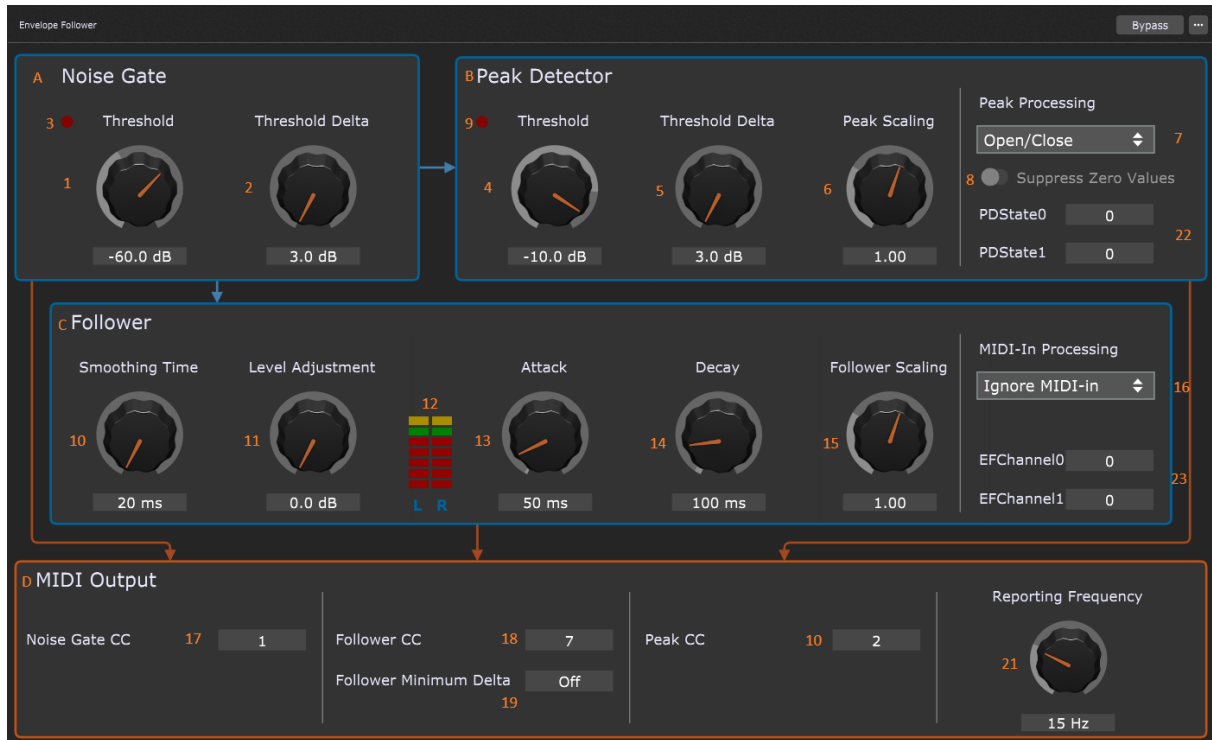 Envelope Follower
Bypass ...
A Noise Gate
3 Threshold
Threshold Delta
1
2
-60.0 dB
3.0 dB
B Peak Detector
9 Threshold
Threshold Delta
Peak Scaling
4
5
6
-10.0 dB
3.0 dB
1.00
Peak Processing
Open/Close 7
8 Suppress Zero Values
PDState0 0
22
PDState1 0
C Follower
Smoothing Time
Level Adjustment
Attack
Decay
Follower Scaling
10
11
12
13
14
15
20 ms
0.0 dB
L R
50 ms
100 ms
1.00
MIDI-In Processing
Ignore MIDI-in 16
EFChannel0 0
23
EFChannel1 0
D MIDI Output
Noise Gate CC 17 1
Follower CC 18 7
Follower Minimum Delta Off
19
Peak CC 10 2
Reporting Frequency
21
15 Hz